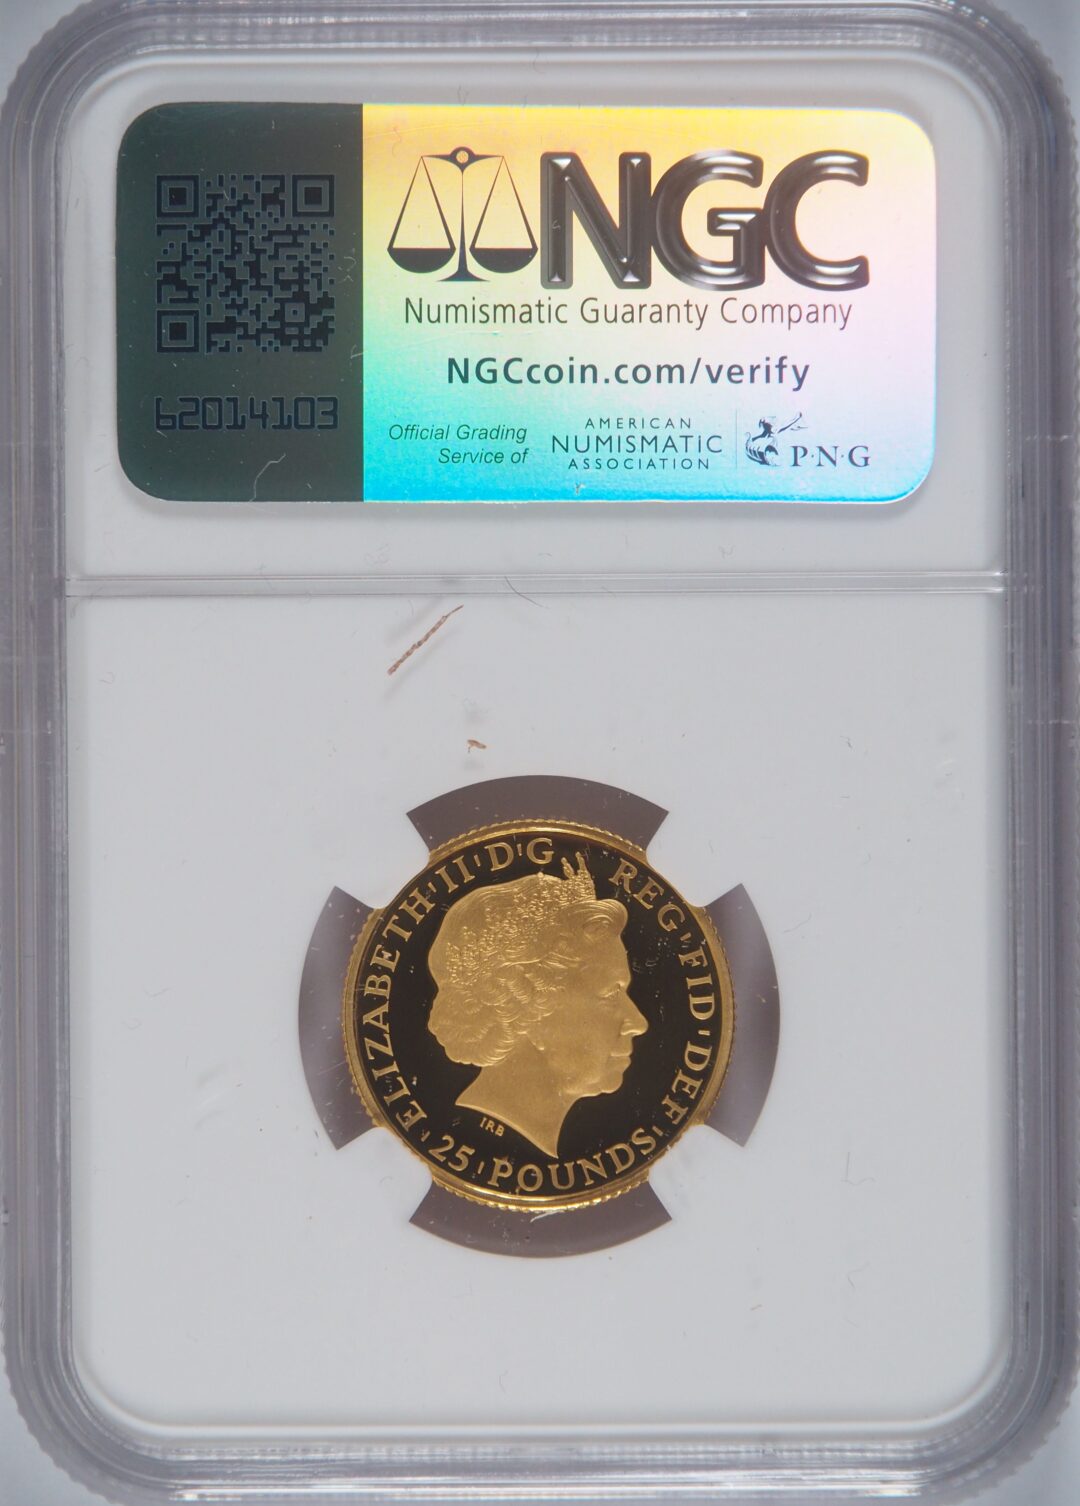 NGC
Numismatic Guaranty Company
NGCcoin.com/verify
62014103
Official Grading
Service of
AMERICAN
NUMISMATIC
ASSOCIATION
P·N·G
ELIZABETH·II·D·G REG·FID·DEF
25·POUNDS
IRB